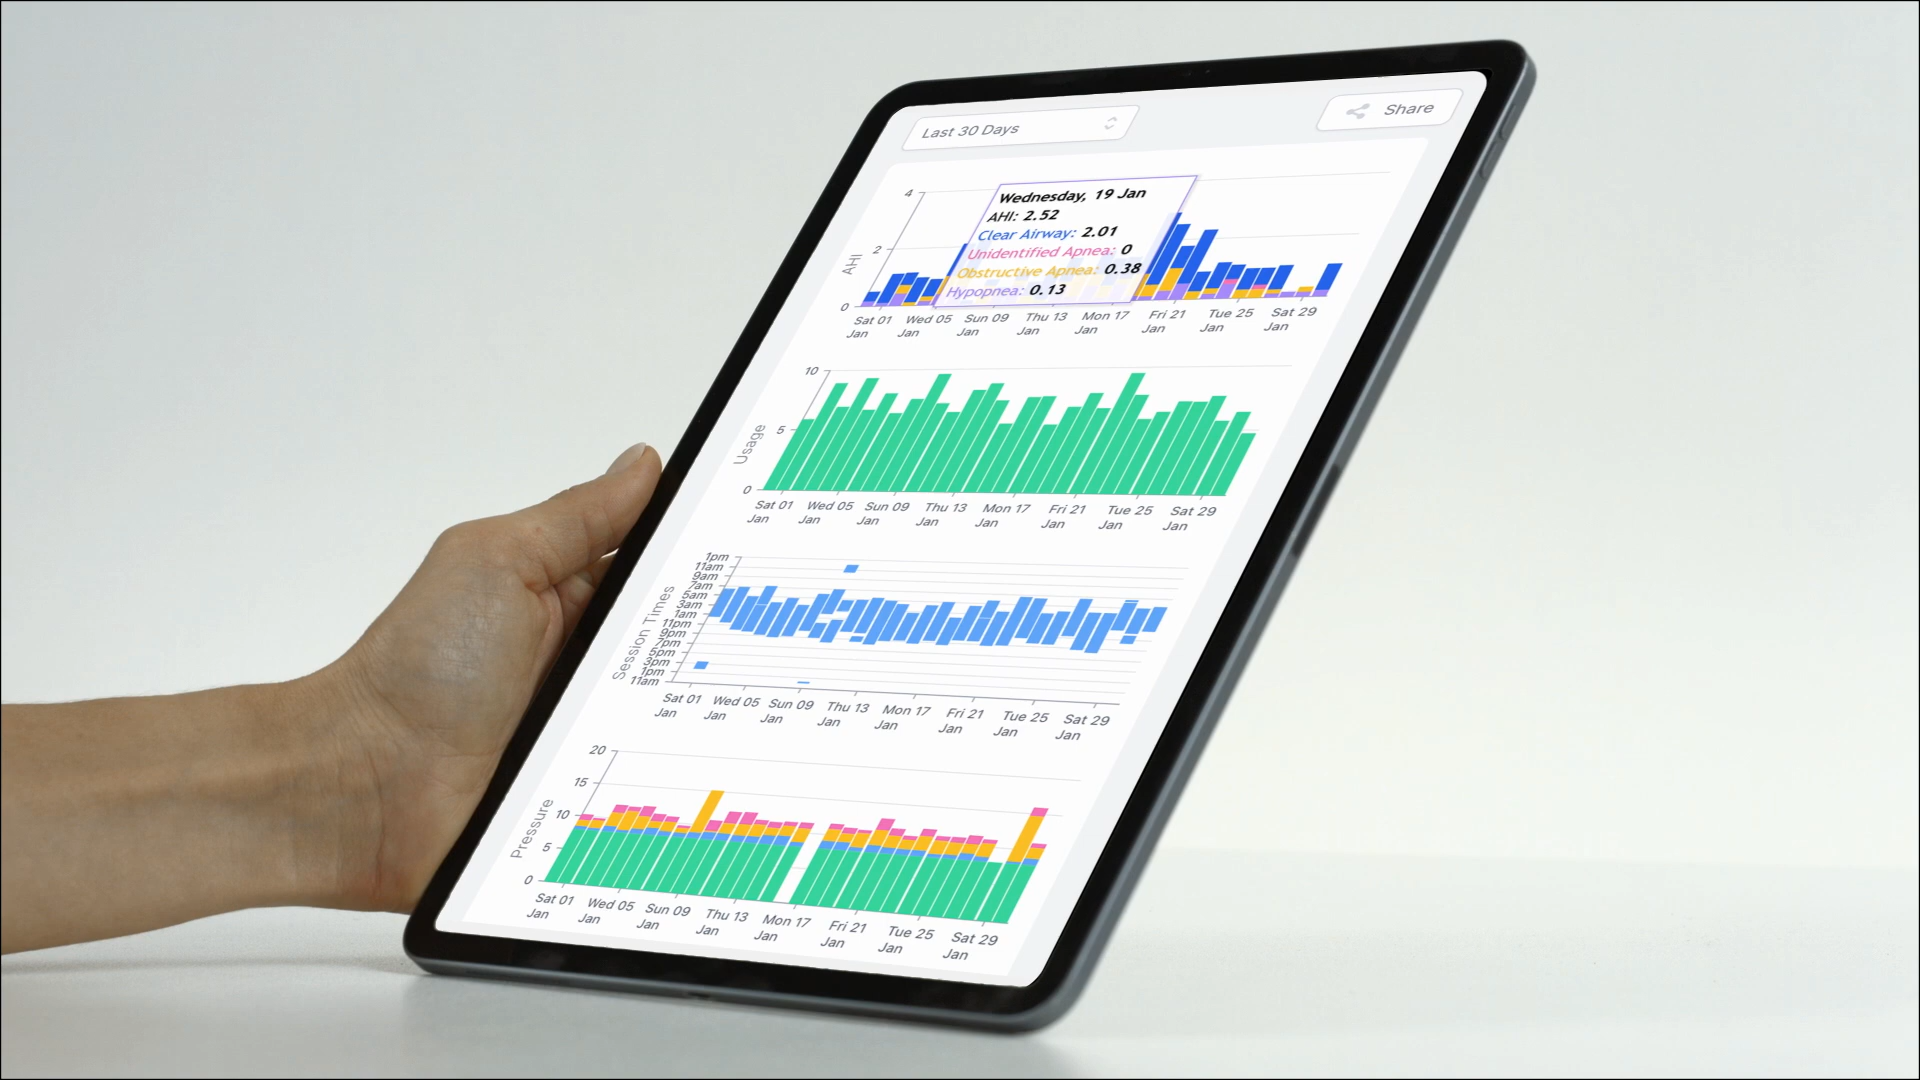 Last 30 Days
Share
AHI
4
2
0
Wednesday, 19 Jan
AHI: 2.52
Clear Airway: 2.01
Unidentified Apnea: 0
Obstructive Apnea: 0.38
Hypopnea: 0.13
Sat 01 Jan Wed 05 Jan Sun 09 Jan Thu 13 Jan Mon 17 Jan Fri 21 Jan Tue 25 Jan Sat 29 Jan
Usage
10
5
0
Sat 01 Jan Wed 05 Jan Sun 09 Jan Thu 13 Jan Mon 17 Jan Fri 21 Jan Tue 25 Jan Sat 29 Jan
Session Times
1pm
11am
9am
7am
5am
3am
1am
11pm
9pm
7pm
5pm
3pm
1pm
11am
Sat 01 Jan Wed 05 Jan Sun 09 Jan Thu 13 Jan Mon 17 Jan Fri 21 Jan Tue 25 Jan Sat 29 Jan
Pressure
20
15
10
5
0
Sat 01 Jan Wed 05 Jan Sun 09 Jan Thu 13 Jan Mon 17 Jan Fri 21 Jan Tue 25 Jan Sat 29 Jan